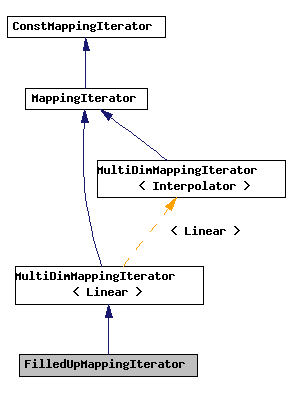 ConstMappingIterator
MappingIterator
MultiDimMappingIterator
< Interpolator >
< Linear >
MultiDimMappingIterator
< Linear >
FilledUpMappingIterator